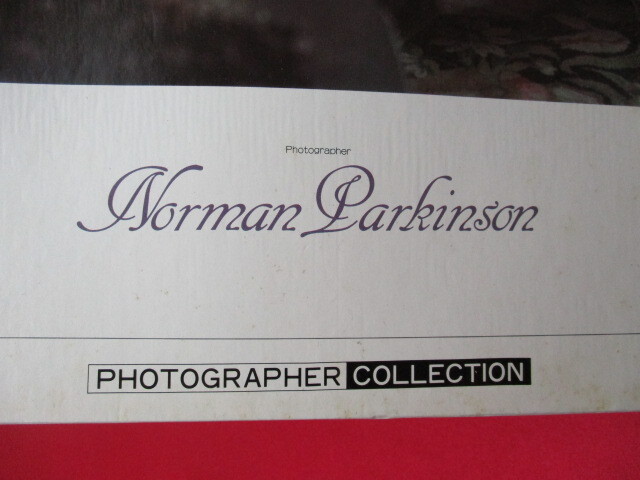 Photographer
Norman Parkinson
PHOTOGRAPHER COLLECTION